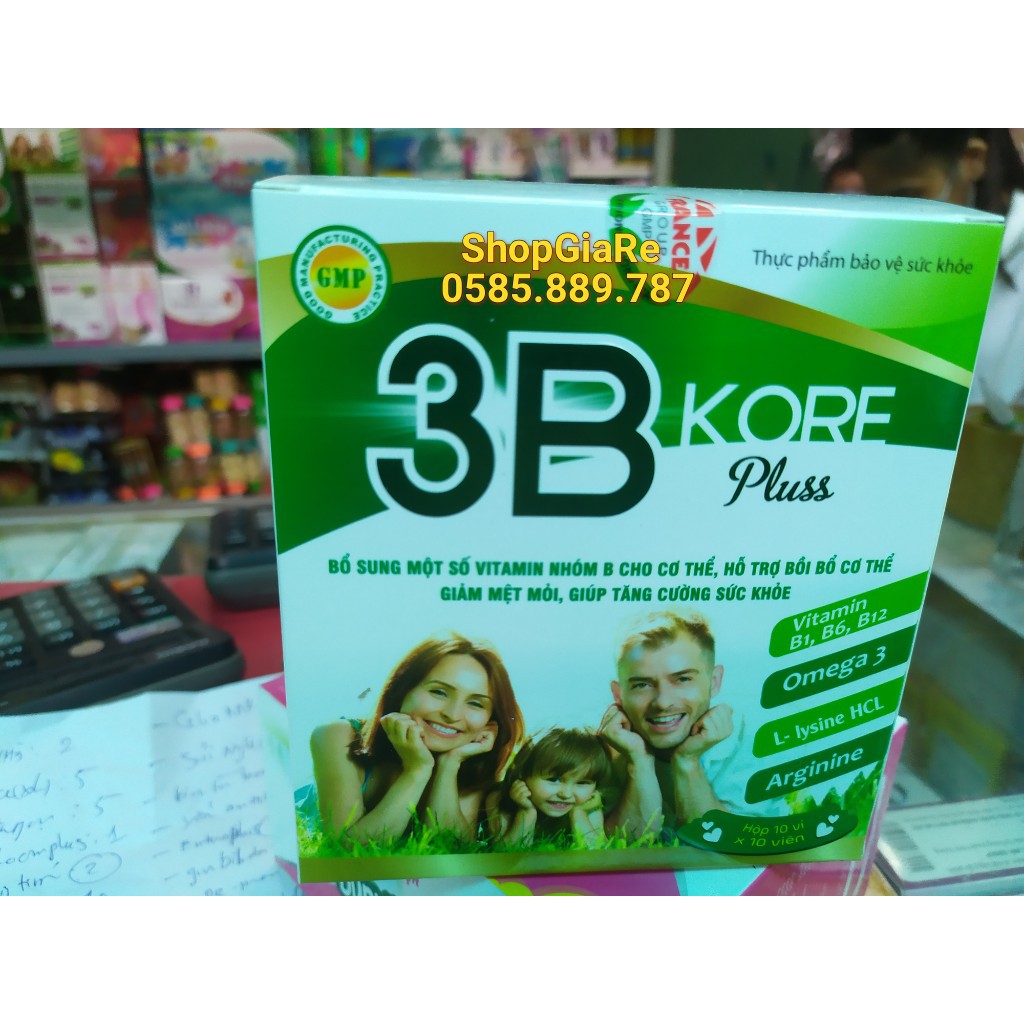 ShopGiaRe
0585.889.787
GOOD MANUFACTURING PRACTICE
GMP
Thực phẩm bảo vệ sức khỏe
RANCE
GROUP
3B KORE
Pluss
BỔ SUNG MỘT SỐ VITAMIN NHÓM B CHO CƠ THỂ, HỖ TRỢ BỒI BỔ CƠ THỂ
GIẢM MỆT MỎI, GIÚP TĂNG CƯỜNG SỨC KHỎE
Vitamin
B1, B6, B12
Omega 3
L- lysine HCL
Arginine
Hộp 10 vỉ
x 10 viên